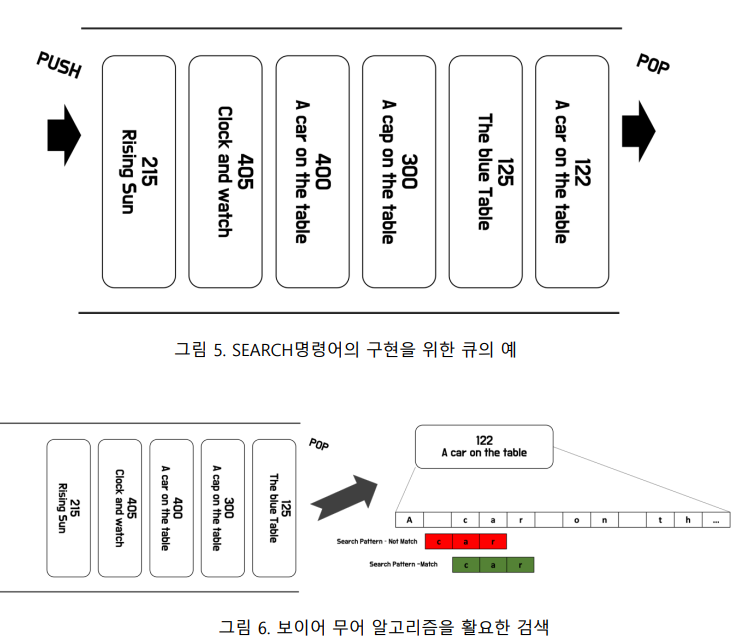 PUSH
POP
215
Rising Sun
405
Clock and watch
400
A car on the table
300
A cap on the table
125
The blue Table
122
A car on the table
그림 5. SEARCH명령어의 구현을 위한 큐의 예
POP
215
Rising Sun
405
Clock and watch
400
A car on the table
300
A cap on the table
125
The blue Table
122
A car on the table
A c a r o n t h ...
Search Pattern - Not Match c a r
Search Pattern -Match c a r
그림 6. 보이어 무어 알고리즘을 활요한 검색